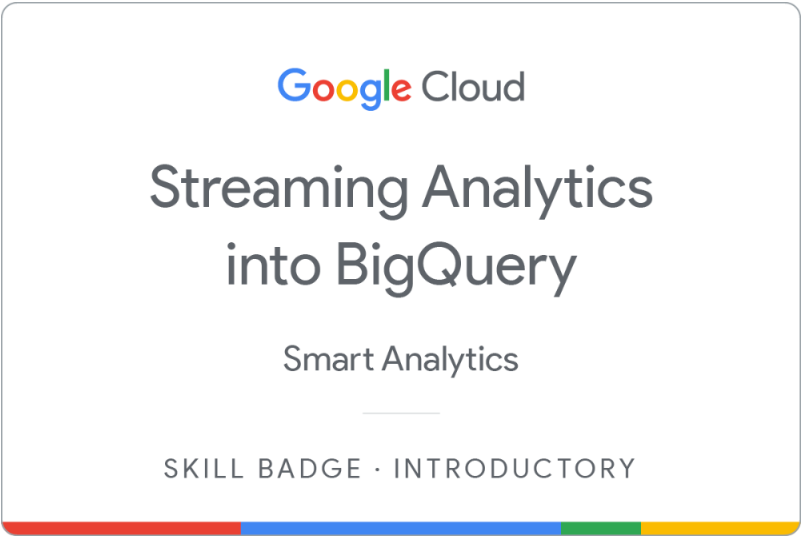 Google Cloud
Streaming Analytics
into BigQuery
Smart Analytics
SKILL BADGE · INTRODUCTORY